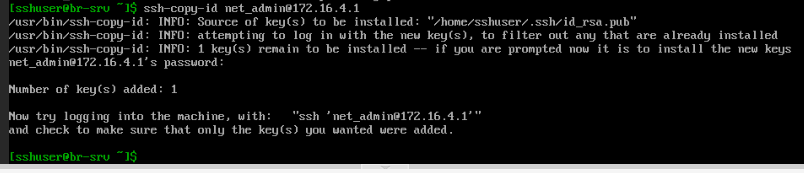 [sshuser@br-srv ~]$ ssh-copy-id net_admin@172.16.4.1
/usr/bin/ssh-copy-id: INFO: Source of key(s) to be installed: "/home/sshuser/.ssh/id_rsa.pub"
/usr/bin/ssh-copy-id: INFO: attempting to log in with the new key(s), to filter out any that are already installed
/usr/bin/ssh-copy-id: INFO: 1 key(s) remain to be installed -- if you are prompted now it is to install the new keys
net_admin@172.16.4.1's password:
Number of key(s) added: 1
Now try logging into the machine, with:   "ssh 'net_admin@172.16.4.1'"
and check to make sure that only the key(s) you wanted were added.
[sshuser@br-srv ~]$